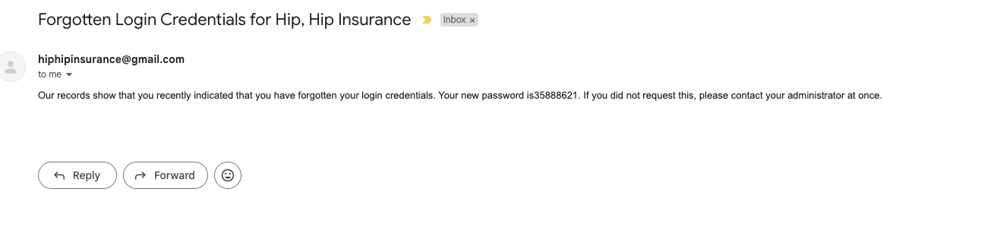 Forgotten Login Credentials for Hip, Hip Insurance Inbox ×
hiphipinsurance@gmail.com
to me
Our records show that you recently indicated that you have forgotten your login credentials. Your new password is35888621. If you did not request this, please contact your administrator at once.
Reply Forward